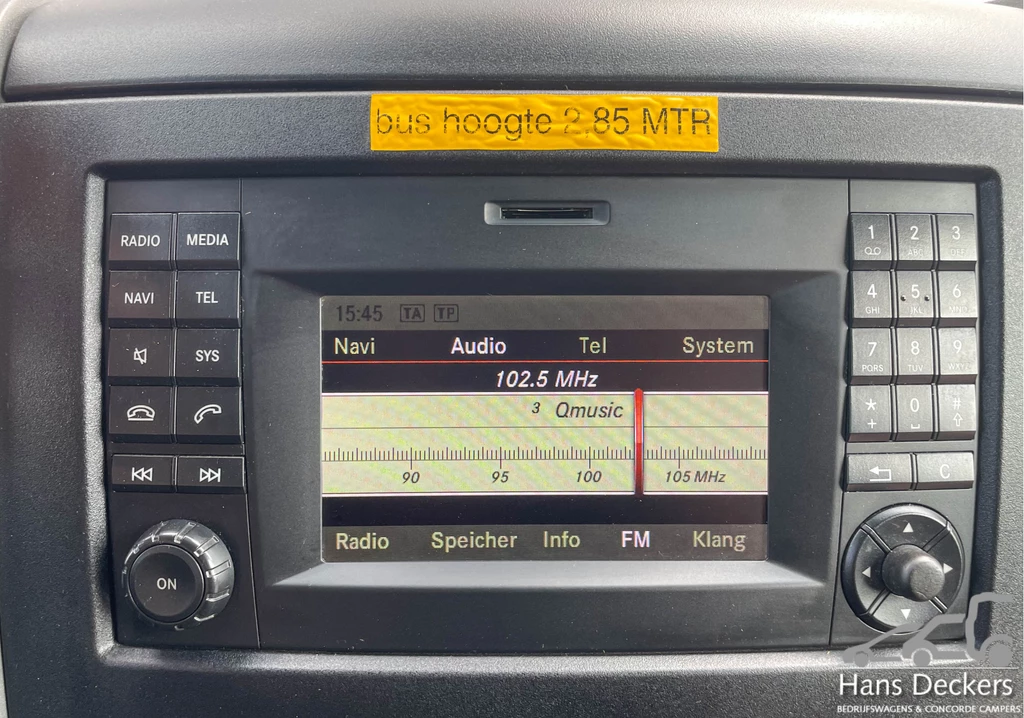 bus hoogte 2.85 MTR
RADIO MEDIA
NAVI TEL
SYS
ON
15:45 TA TP
Navi Audio Tel System
102.5 MHz
3 Qmusic
90 95 100 105 MHz
Radio Speicher Info FM Klang
1 2 3
ABC DEF
4 5 6
GHI JKL MNO
7 8 9
PQRS TUV WXYZ
* 0 #
+
C
Hans Deckers
BEDRIJFSWAGENS & CONCORDE CAMPERS